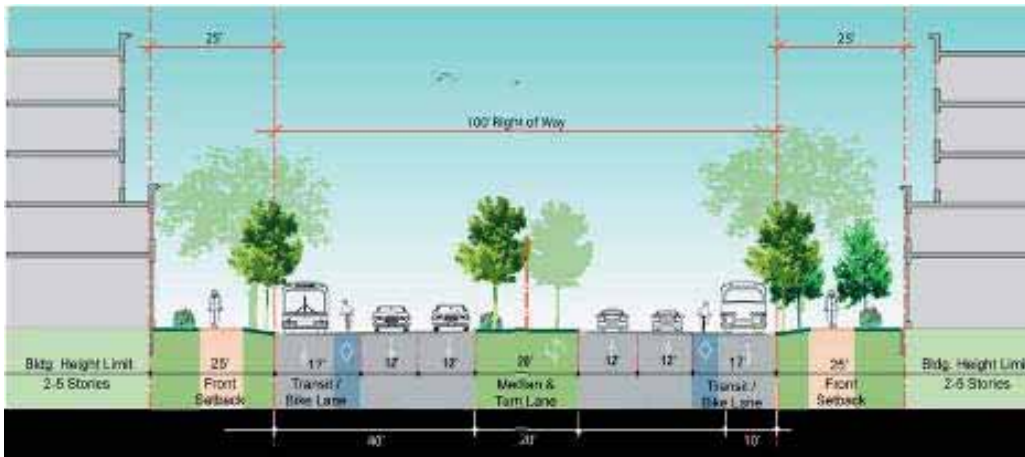 25'
25'
100' Right of Way
Bldg. Height Limit
2-5 Stories
25'
Front
Setback
17'
Transit /
Bike Lane
12'
12'
Median &
Turn Lane
12'
12'
17'
Transit /
Bike Lane
25'
Front
Setback
Bldg. Height Limit
2-5 Stories
40'
20'
10'